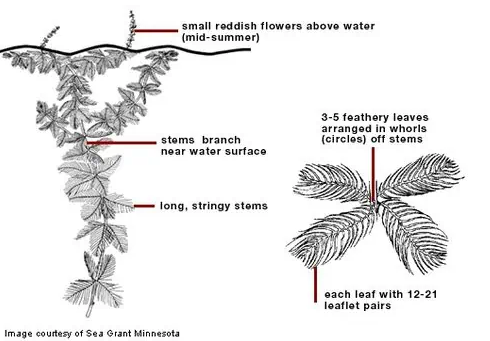 small reddish flowers above water
(mid-summer)
stems branch
near water surface
long, stringy stems
3-5 feathery leaves
arranged in whorls
(circles) off stems
each leaf with 12-21
leaflet pairs
Image courtesy of Sea Grant Minnesota